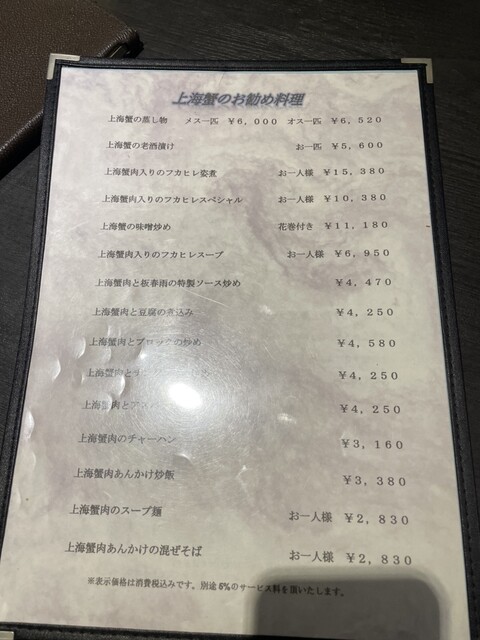 上海蟹のお勧め料理
上海蟹の蒸し物 メス一匹 ¥6,000 オス一匹 ¥6,520
上海蟹の老酒漬け お一匹 ¥5,600
上海蟹肉入りのフカヒレ姿煮 お一人様 ¥15,380
上海蟹肉入りのフカヒレスペシャル お一人様 ¥10,380
上海蟹の味噌炒め 花巻付き ¥11,180
上海蟹肉入りのフカヒレスープ お一人様 ¥6,950
上海蟹肉と板春雨の特製ソース炒め ¥4,470
上海蟹肉と豆腐の煮込み ¥4,250
上海蟹肉とブロッコリの炒め ¥4,580
上海蟹肉と ¥4,250
上海蟹肉とア ¥4,250
上海蟹肉のチャーハン ¥3,160
上海蟹肉あんかけ炒飯 ¥3,380
上海蟹肉のスープ麺 お一人様 ¥2,830
上海蟹肉あんかけの混ぜそば お一人様 ¥2,830
※表示価格は消費税込みです。別途6%のサービス料を頂いたします。